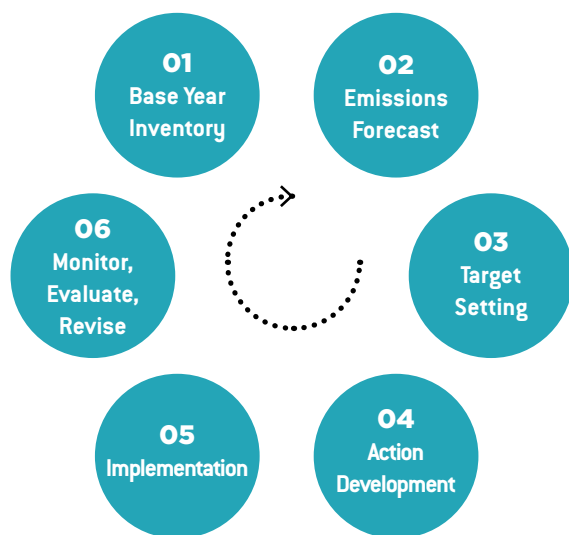 01
Base Year
Inventory
02
Emissions
Forecast
03
Target
Setting
04
Action
Development
05
Implementation
06
Monitor,
Evaluate,
Revise